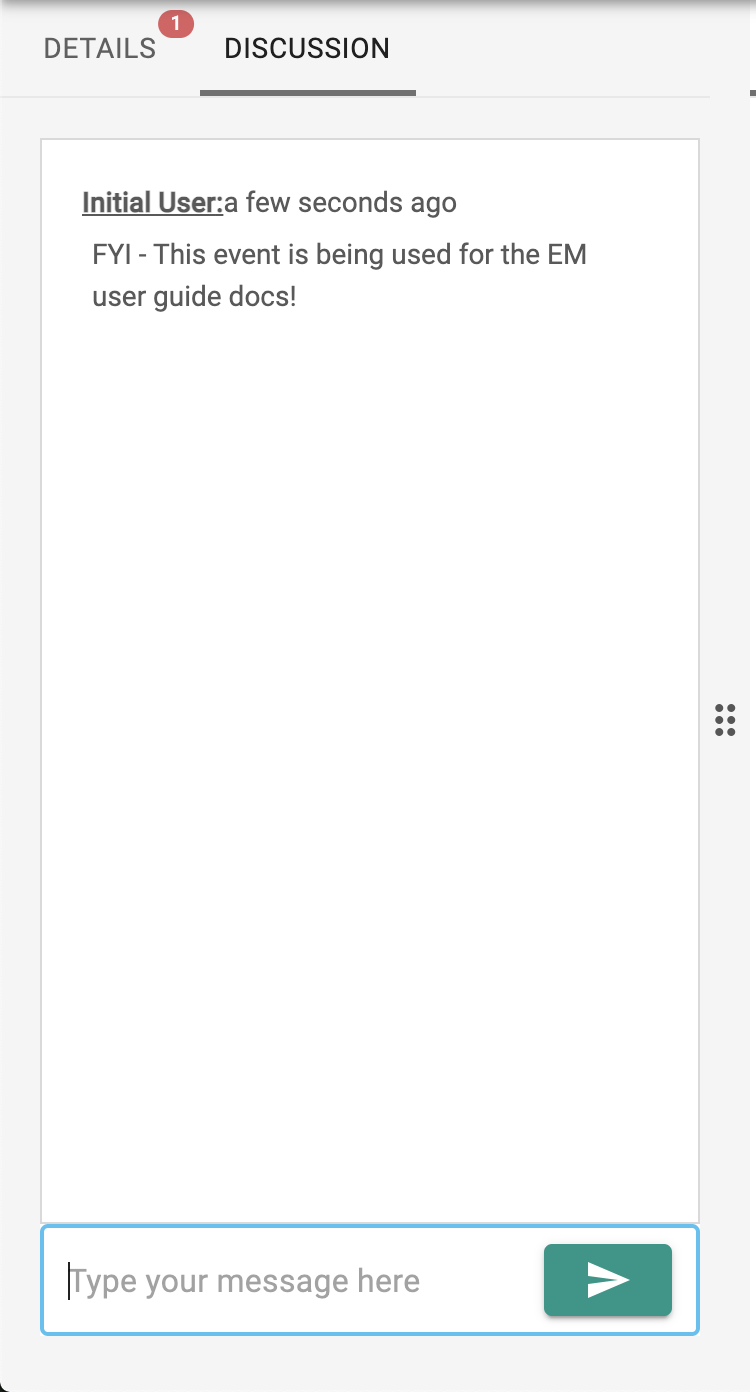 DETAILS 1 DISCUSSION
Initial User:a few seconds ago
FYI - This event is being used for the EM
user guide docs!
Type your message here